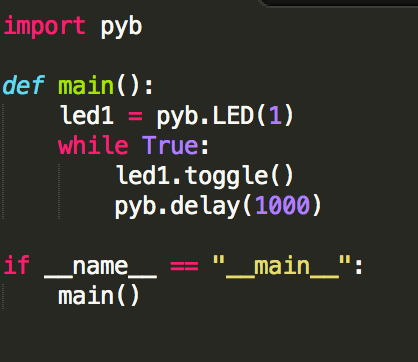 import pyb

def main():
    led1 = pyb.LED(1)
    while True:
        led1.toggle()
        pyb.delay(1000)

if __name__ == "__main__":
    main()